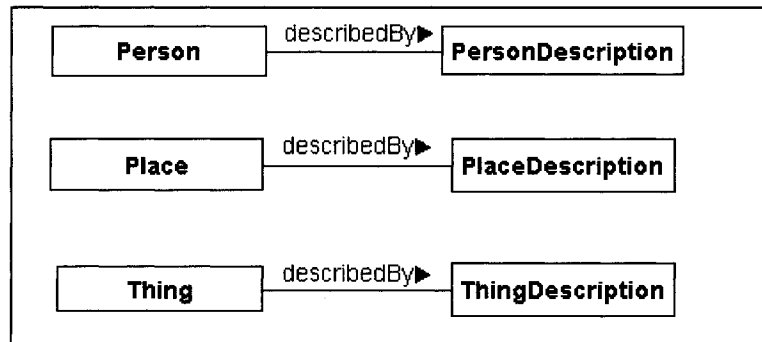 describedBy▶
Person
PersonDescription
describedBy▶
Place
PlaceDescription
describedBy▶
Thing
ThingDescription